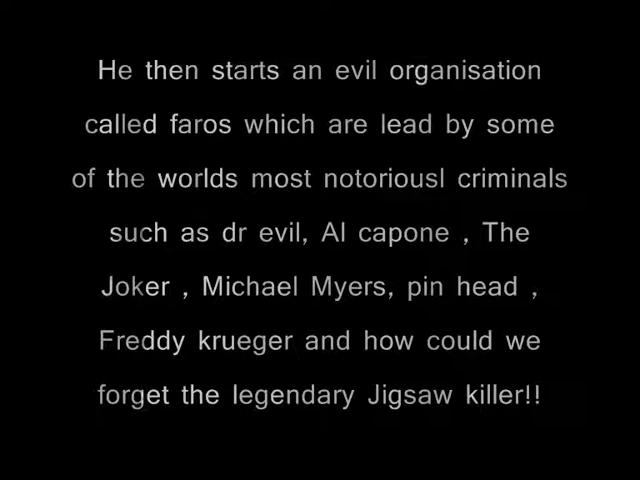 He then starts an evil organisation
called faros which are lead by some
of the worlds most notoriousl criminals
such as dr evil, Al capone , The
Joker , Michael Myers, pin head ,
Freddy krueger and how could we
forget the legendary Jigsaw killer!!